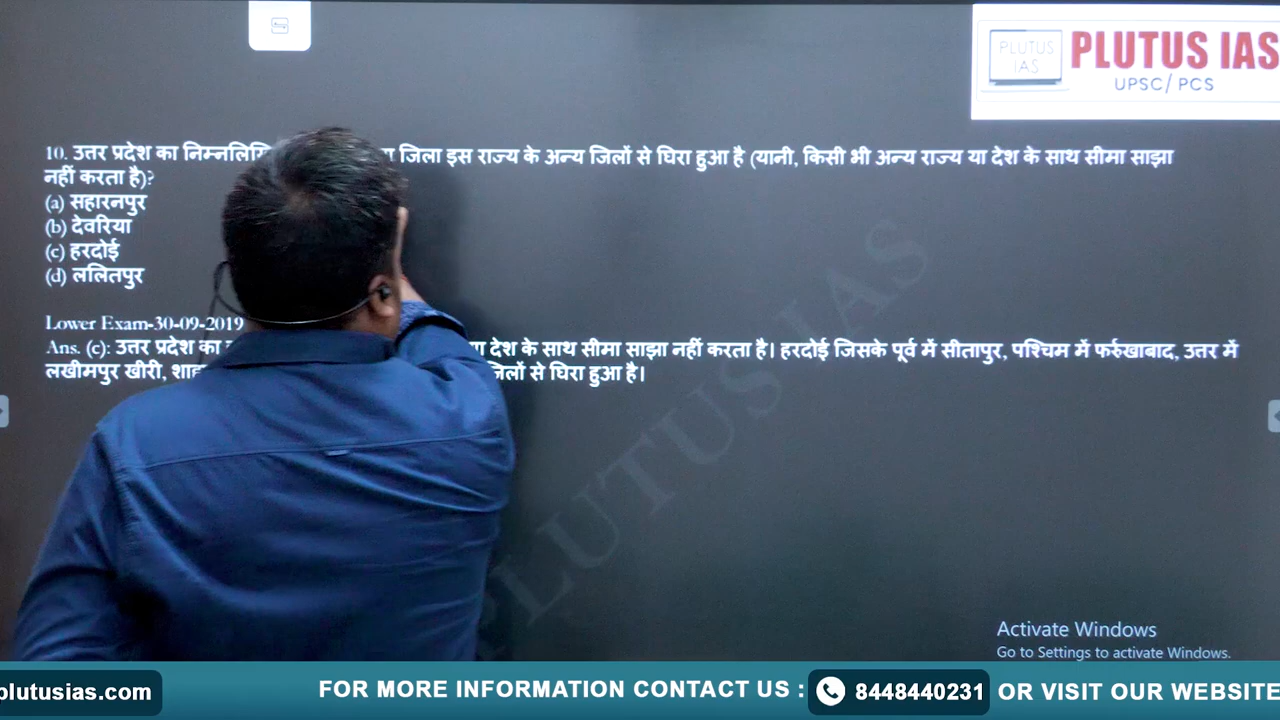 PLUTUS IAS
PLUTUS IAS
UPSC/ PCS
10. उत्तर प्रदेश का जिला इस राज्य के अन्य जिलों से घिरा हुआ है (यानी, किसी भी अन्य राज्य या देश के साथ सीमा साझा
नहीं करता है)?
(a) सहारनपुर
(b) देवरिया
(c) हरदोई
(d) ललितपुर
Lower Exam-30-09-2019
Ans. (c): उत्तर प्रदेश का देश के साथ सीमा साझा नहीं करता है। हरदोई जिसके पूर्व में सीतापुर, पश्चिम में फर्रुखाबाद, उत्तर में
लखीमपुर खीरी, से घिरा हुआ है।
PLUTUS IAS
Activate Windows
Go to Settings to activate Windows.
plutusias.com FOR MORE INFORMATION CONTACT US : 8448440231 OR VISIT OUR WEBSITE